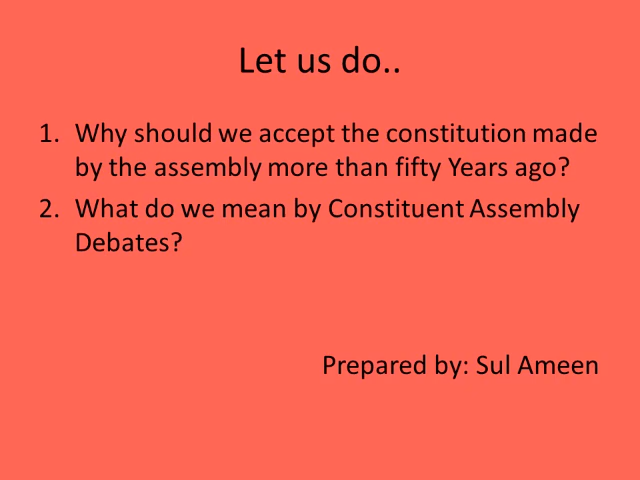 Let us do..
1. Why should we accept the constitution made
by the assembly more than fifty Years ago?
2. What do we mean by Constituent Assembly
Debates?
Prepared by: Sul Ameen